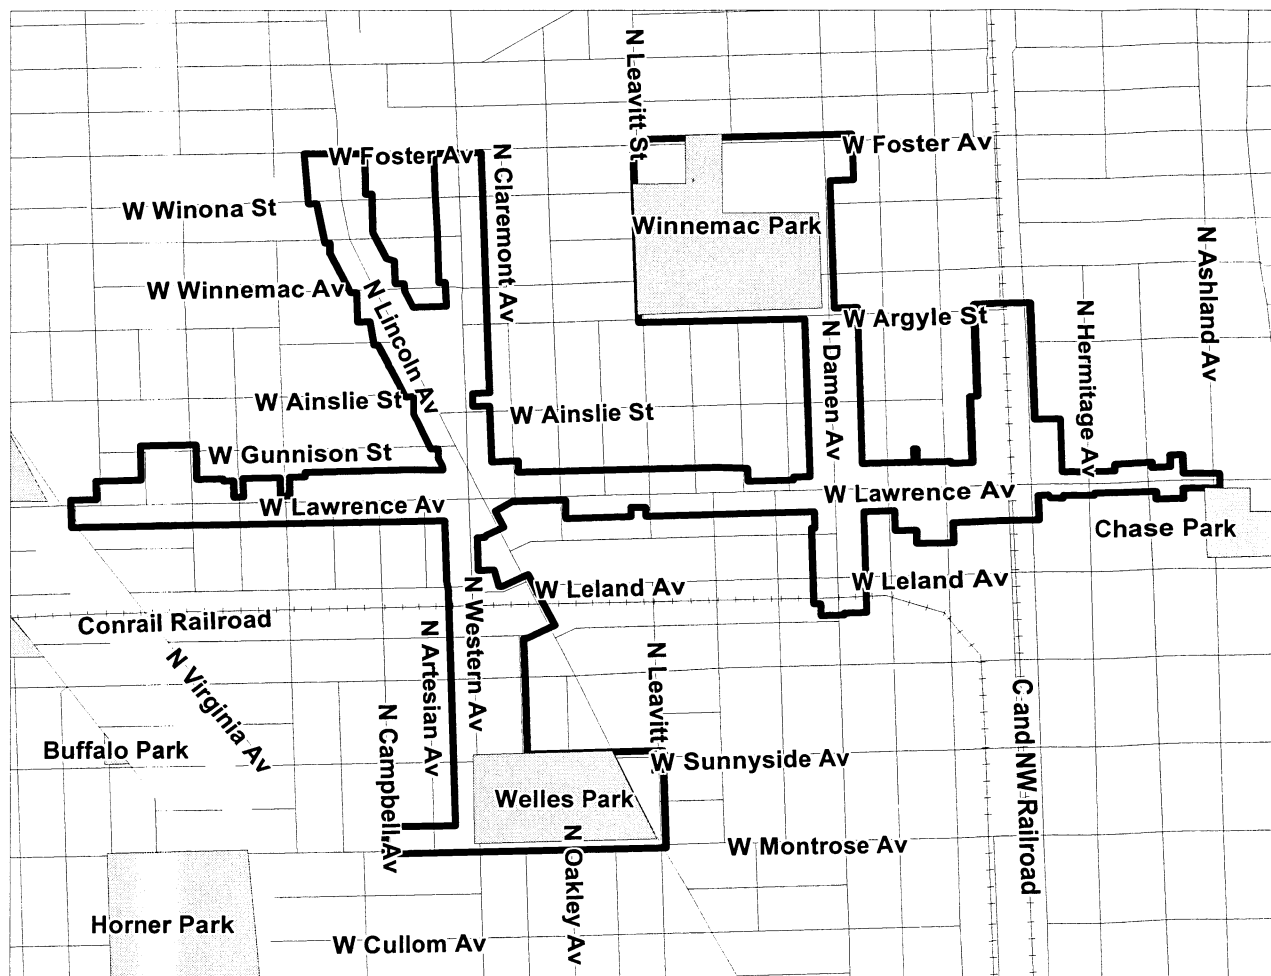 N Leavitt St
W Foster Av
W Foster Av
N Claremont Av
W Winona St
Winnemac Park
N Ashland Av
W Winnemac Av
N Lincoln Av
W Argyle St
N Damen Av
N Hermitage Av
W Ainslie St
W Ainslie St
W Gunnison St
W Lawrence Av
W Lawrence Av
Chase Park
W Leland Av
W Leland Av
Conrail Railroad
N Western Av
N Artesian Av
N Leavitt
N Virginia Av
N Campbell Av
C and NW Railroad
Buffalo Park
W Sunnyside Av
Welles Park
N Oakley Av
W Montrose Av
Horner Park
W Cullom Av